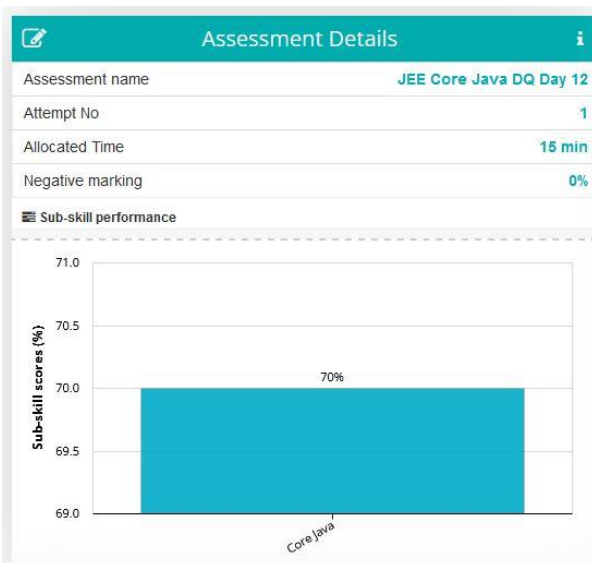 Assessment Details
Assessment name JEE Core Java DQ Day 12
Attempt No 1
Allocated Time 15 min
Negative marking 0%
Sub-skill performance
71.0
70.5
70%
70.0
69.5
69.0
Sub-skill scores (%)
Core Java